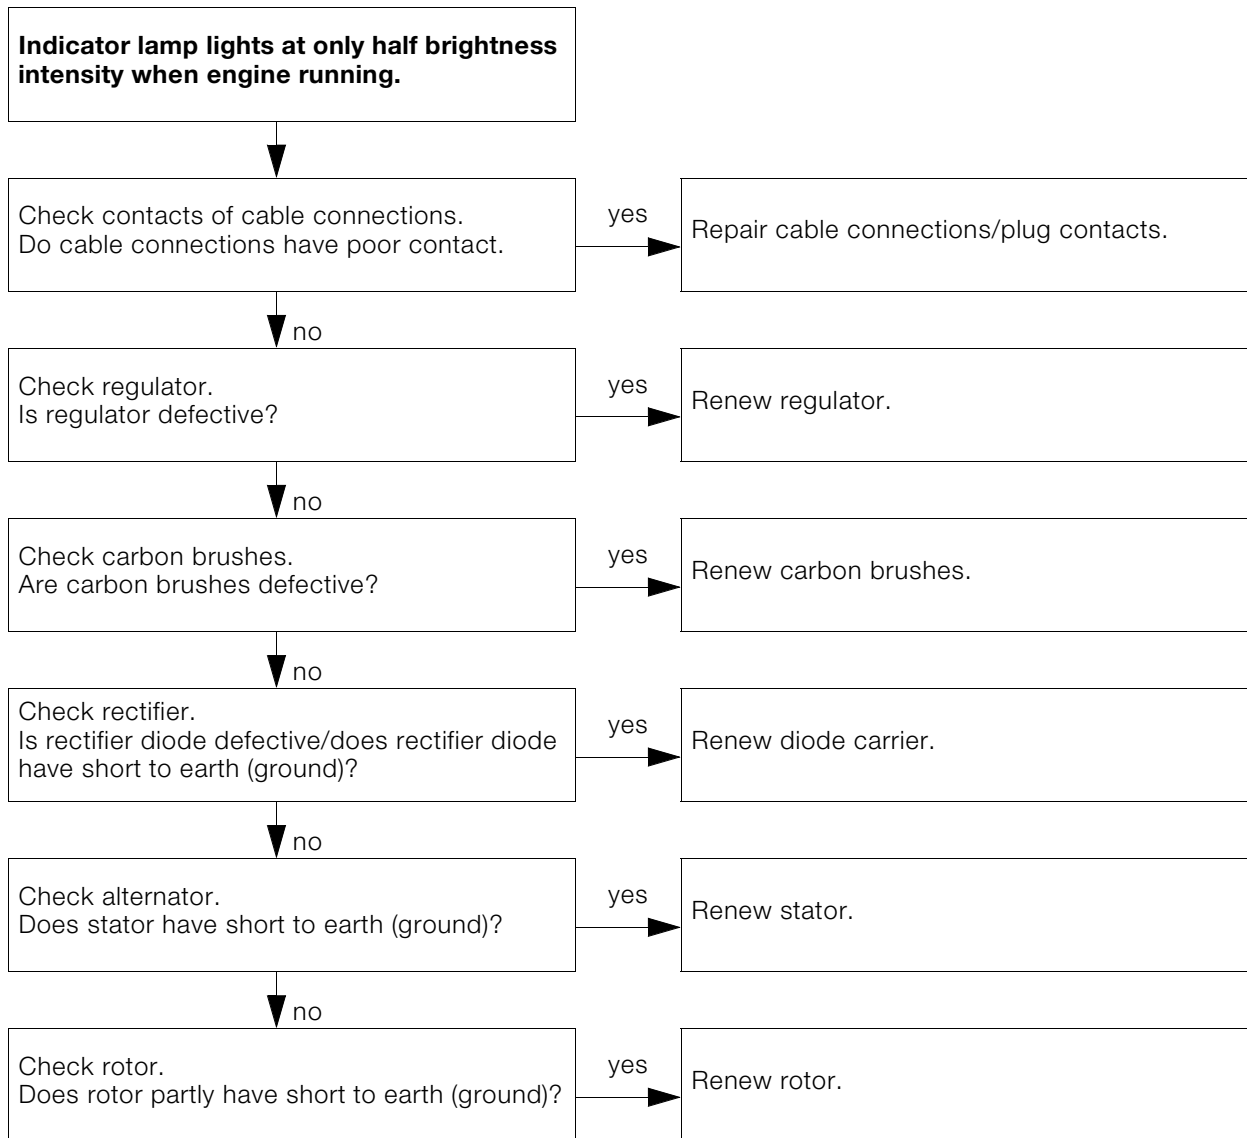 Indicator lamp lights at only half brightness
intensity when engine running.
Check contacts of cable connections.
Do cable connections have poor contact.
yes
Repair cable connections/plug contacts.
no
Check regulator.
Is regulator defective?
yes
Renew regulator.
no
Check carbon brushes.
Are carbon brushes defective?
yes
Renew carbon brushes.
no
Check rectifier.
Is rectifier diode defective/does rectifier diode
have short to earth (ground)?
yes
Renew diode carrier.
no
Check alternator.
Does stator have short to earth (ground)?
yes
Renew stator.
no
Check rotor.
Does rotor partly have short to earth (ground)?
yes
Renew rotor.